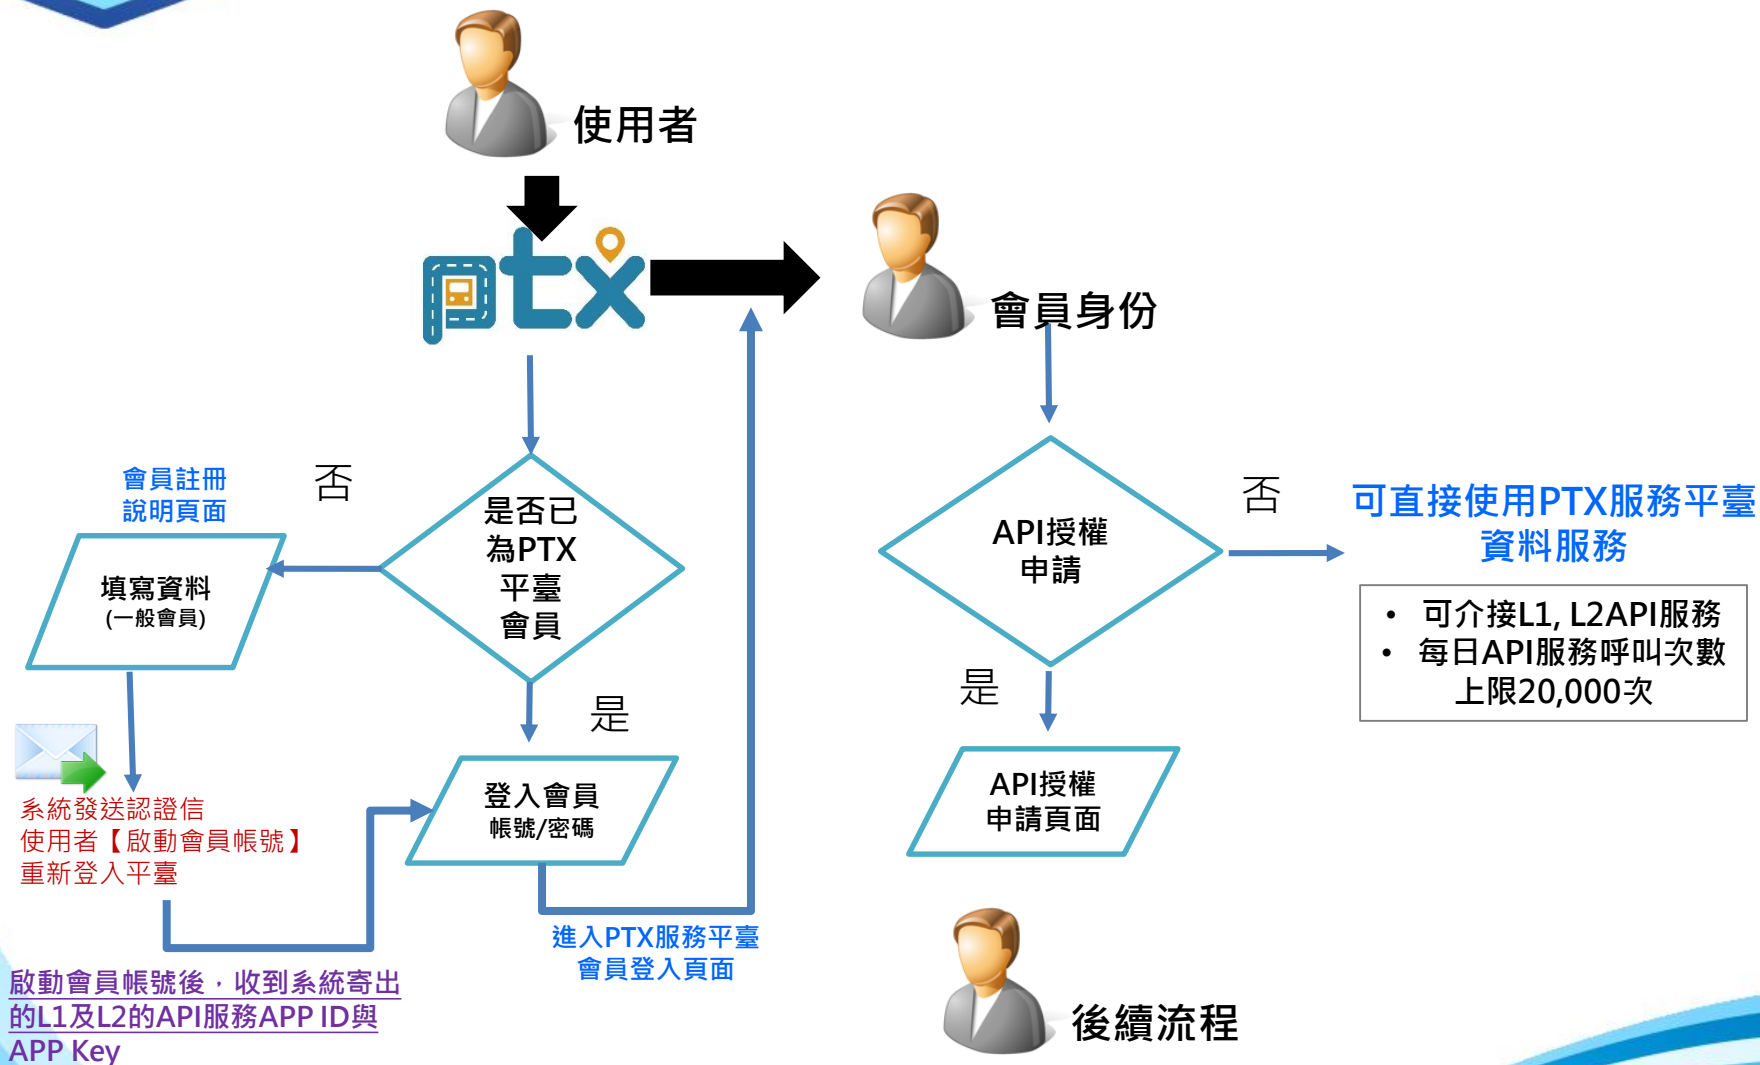 使用者
ptx
會員身份
會員註冊
說明頁面
否
是否已
為PTX
平臺
會員
填寫資料
(一般會員)
是
系統發送認證信
使用者【啟動會員帳號】
重新登入平臺
登入會員
帳號/密碼
進入PTX服務平臺
會員登入頁面
啟動會員帳號後，收到系統寄出
的L1及L2的API服務APP ID與
APP Key
API授權
申請
否
可直接使用PTX服務平臺
資料服務
• 可介接L1, L2API服務
• 每日API服務呼叫次數
上限20,000次
是
API授權
申請頁面
後續流程